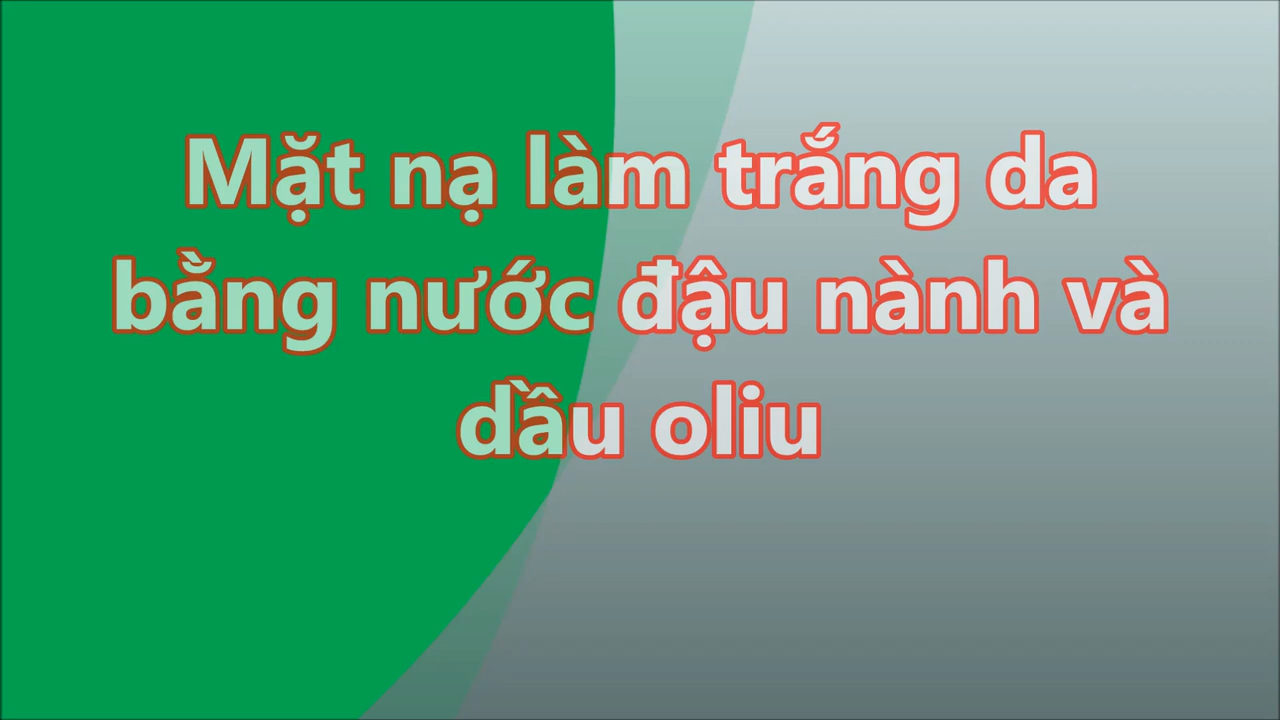 Mặt nạ làm trắng da
bằng nước đậu nành và
dầu oliu